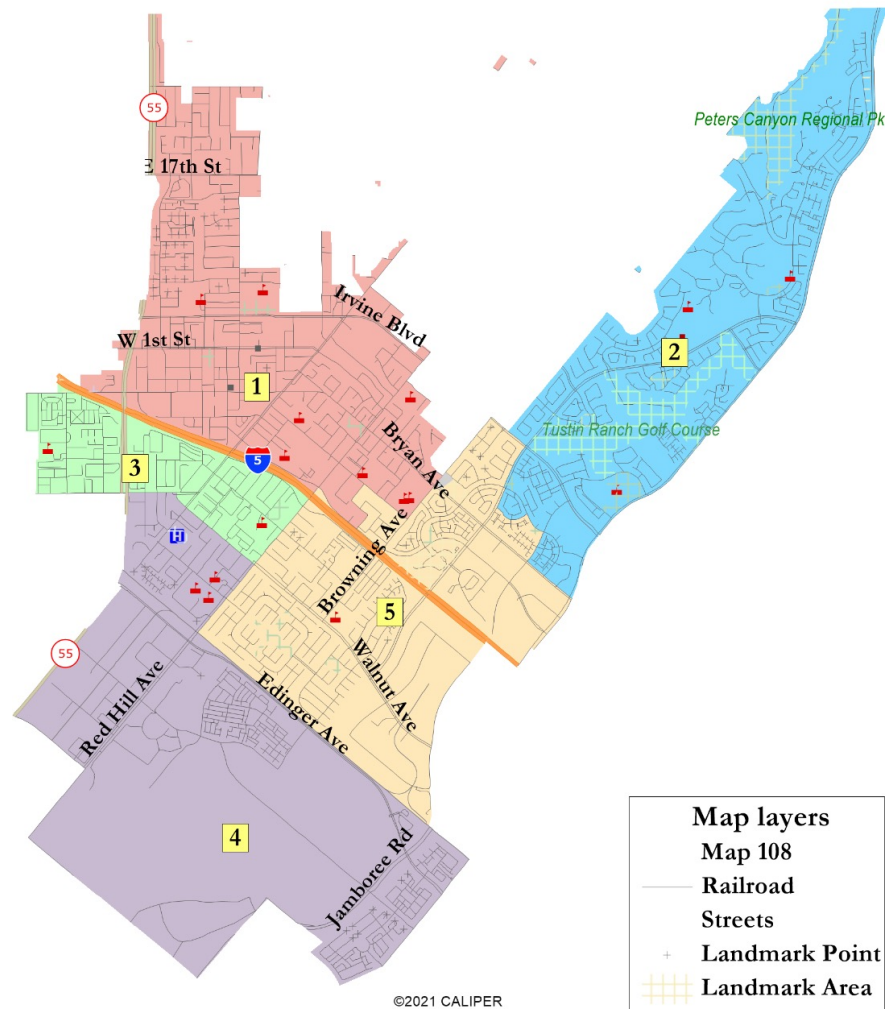 55
Peters Canyon Regional Pk
E 17th St
Irvine Blvd
W 1st St
2
1
Tustin Ranch Golf Course
Bryan Ave
5
3
Browning Ave
H
5
Walnut Ave
55
Edinger Ave
Red Hill Ave
4
Jamboree Rd
Map layers
Map 108
Railroad
Streets
Landmark Point
Landmark Area
©2021 CALIPER